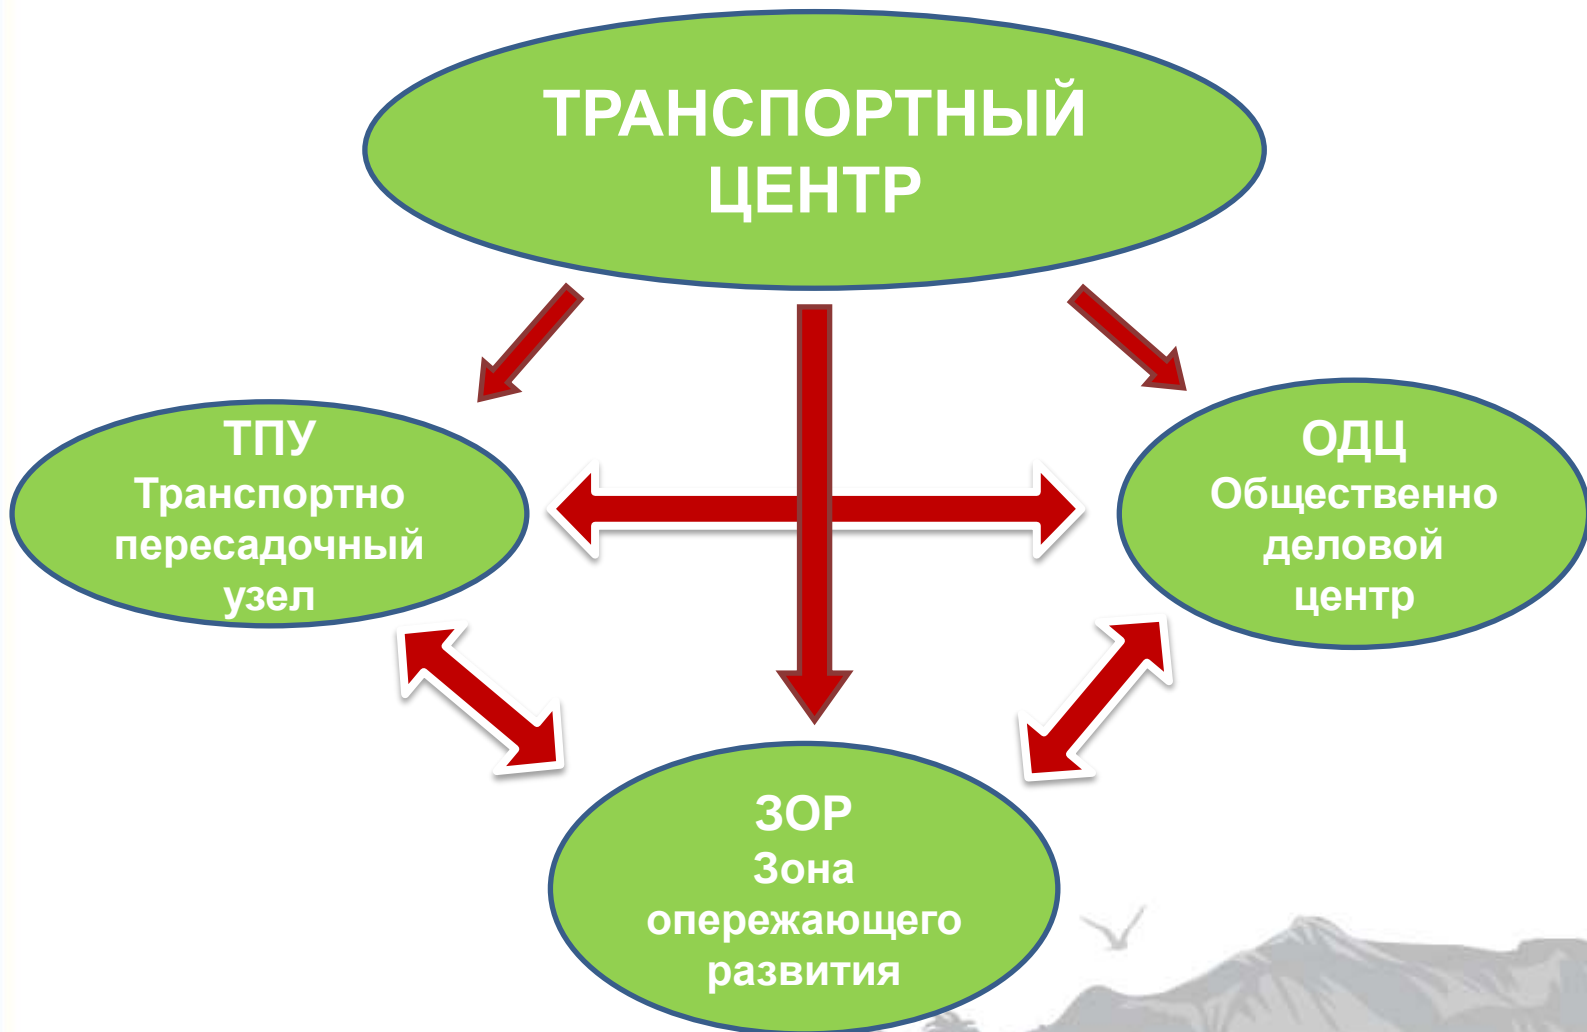 ТРАНСПОРТНЫЙ
ЦЕНТР
ТПУ
Транспортно
пересадочный
узел
ОДЦ
Общественно
деловой
центр
ЗОР
Зона
опережающего
развития